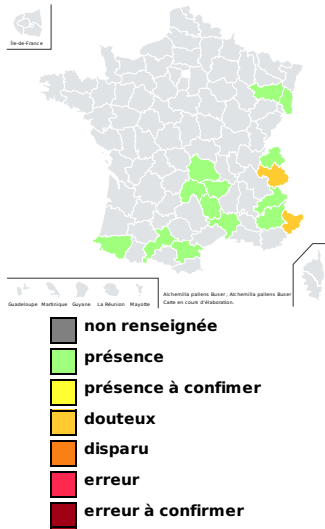 Île-de-France
Guadeloupe Martinique Guyane La Réunion Mayotte
Alchemilla pallens Buser, Alchemilla pallens Buser
Carte en cours d'élaboration.
non renseignée
présence
présence à confimer
douteux
disparu
erreur
erreur à confirmer